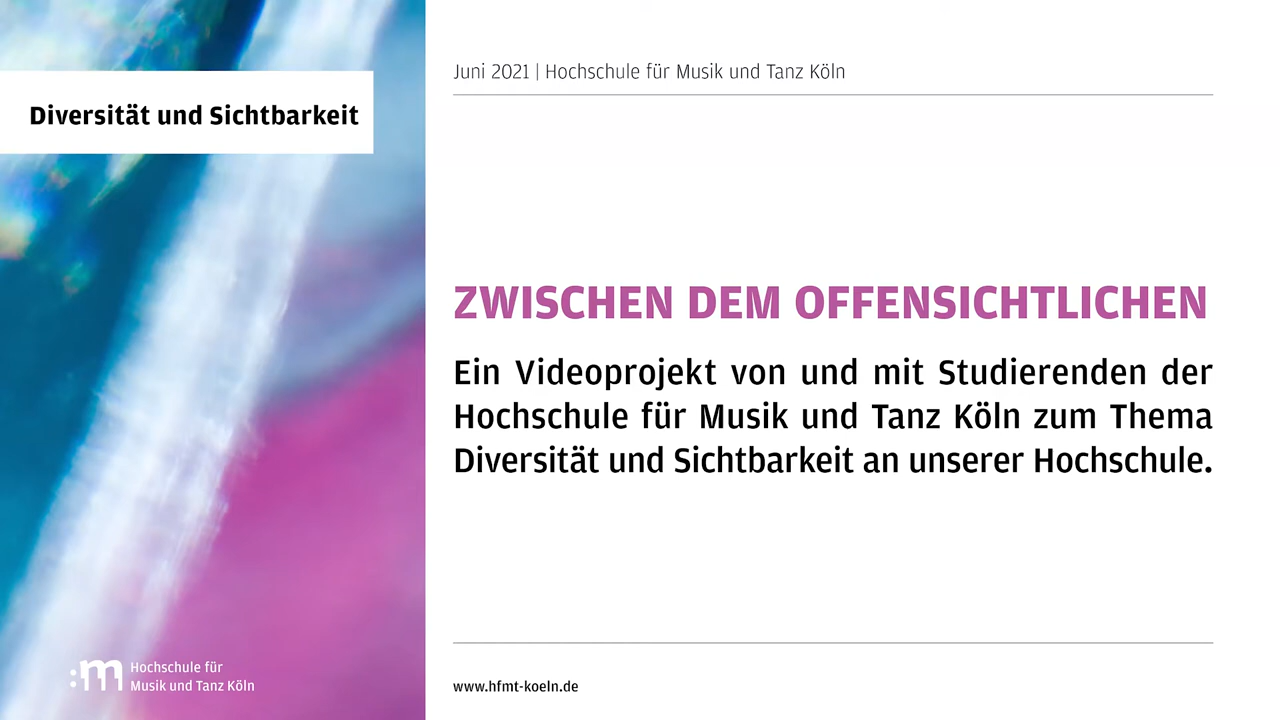 Diversität und Sichtbarkeit
Juni 2021 | Hochschule für Musik und Tanz Köln
ZWISCHEN DEM OFFENSICHTLICHEN
Ein Videoprojekt von und mit Studierenden der
Hochschule für Musik und Tanz Köln zum Thema
Diversität und Sichtbarkeit an unserer Hochschule.
:m Hochschule für
Musik und Tanz Köln
www.hfmt-koeln.de